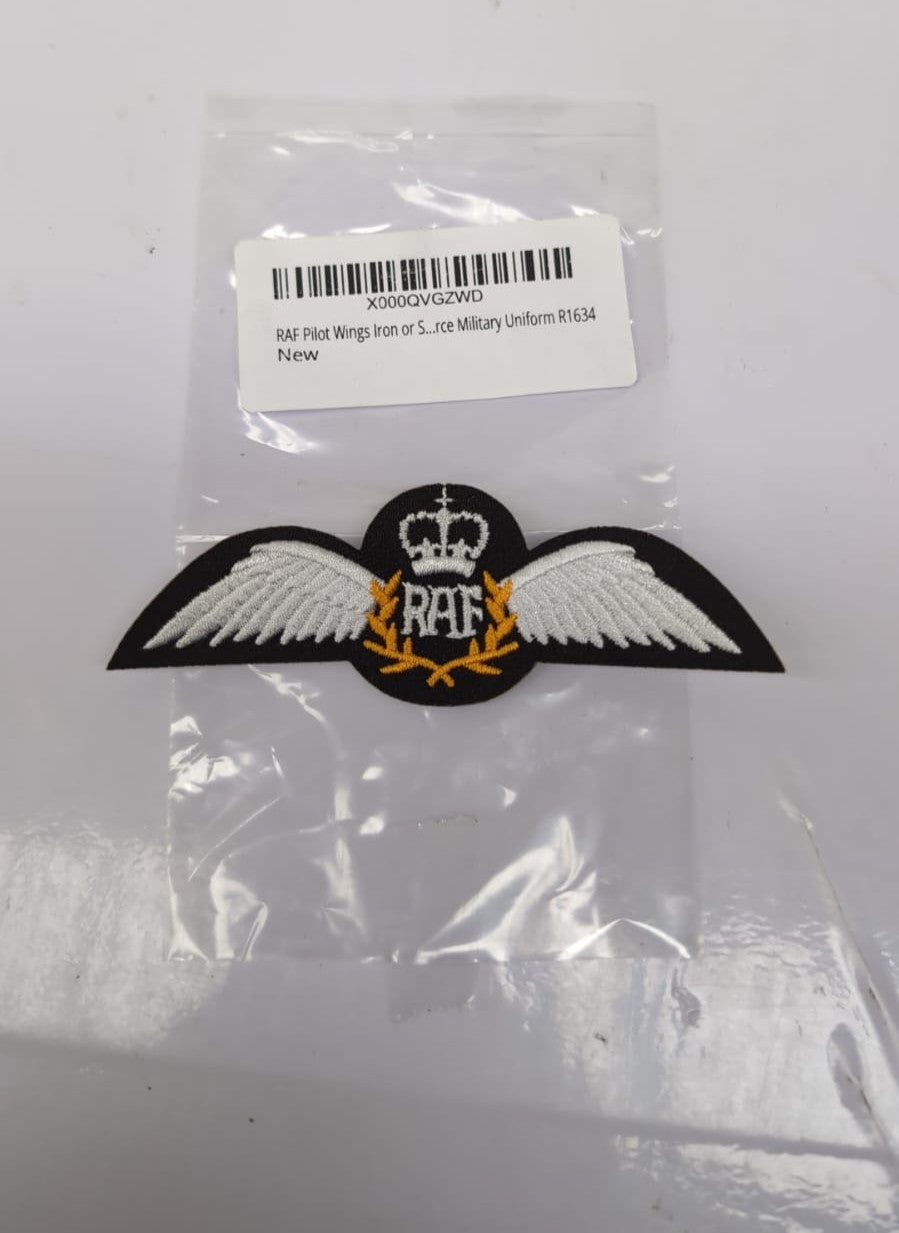 X000QVGZWD
RAF Pilot Wings Iron or S...rce Military Uniform R1634
New
RAF